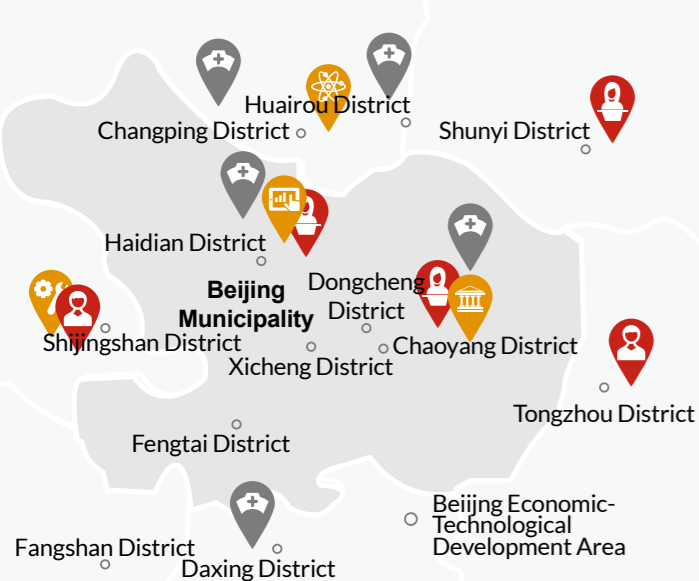 Huairou District
Changping District
Shunyi District
Haidian District
Beijing
Municipality
Dongcheng
District
Shijingshan District
Chaoyang District
Xicheng District
Tongzhou District
Fengtai District
Beiijng Economic-
Technological
Development Area
Fangshan District
Daxing District